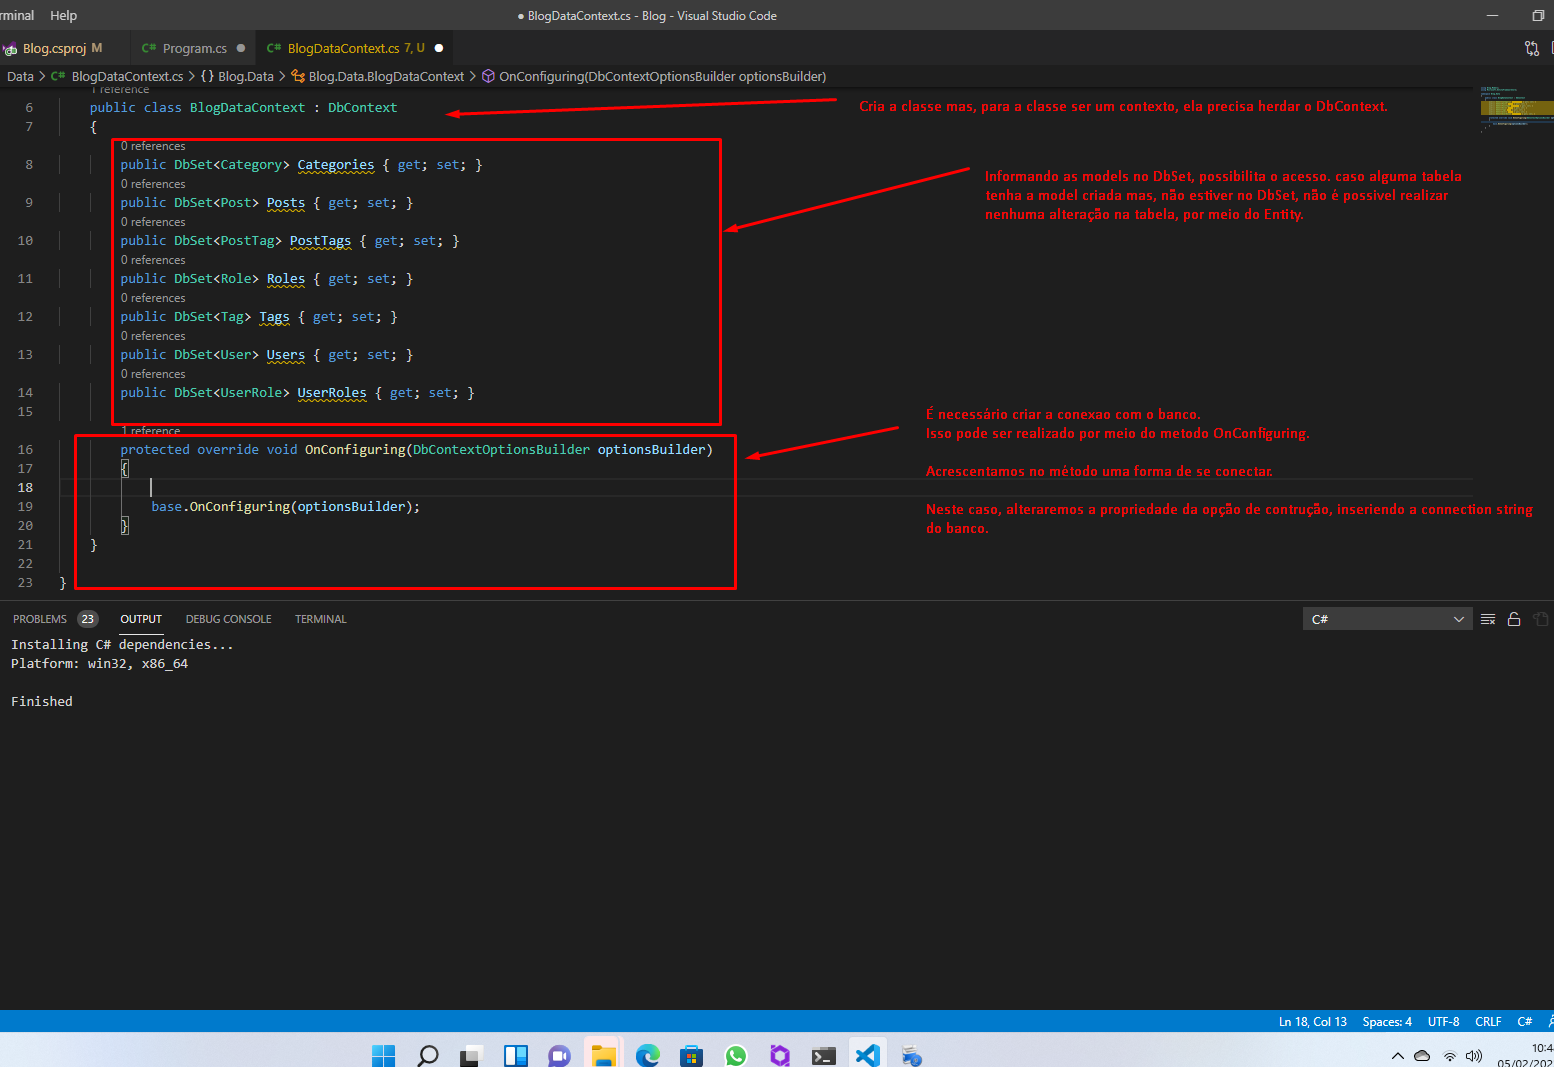 rminal Help ● BlogDataContext.cs - Blog - Visual Studio Code
Blog.csproj M C# Program.cs ● C# BlogDataContext.cs 7, U ●
Data > C# BlogDataContext.cs > {} Blog.Data > Blog.Data.BlogDataContext > OnConfiguring(DbContextOptionsBuilder optionsBuilder)
1 reference
6 public class BlogDataContext : DbContext
Cria a classe mas, para a classe ser um contexto, ela precisa herdar o DbContext.
7 {
0 references
8 public DbSet<Category> Categories { get; set; }
0 references
9 public DbSet<Post> Posts { get; set; }
0 references
10 public DbSet<PostTag> PostTags { get; set; }
0 references
11 public DbSet<Role> Roles { get; set; }
0 references
12 public DbSet<Tag> Tags { get; set; }
0 references
13 public DbSet<User> Users { get; set; }
0 references
14 public DbSet<UserRole> UserRoles { get; set; }
15
Informando as models no DbSet, possibilita o acesso. caso alguma tabela
tenha a model criada mas, não estiver no DbSet, não é possivel realizar
nenhuma alteração na tabela, por meio do Entity.
1 reference
16 protected override void OnConfiguring(DbContextOptionsBuilder optionsBuilder)
17 {
18
19 base.OnConfiguring(optionsBuilder);
20 }
21 }
22
23 }
É necessário criar a conexao com o banco.
Isso pode ser realizado por meio do metodo OnConfiguring.
Acrescentamos no método uma forma de se conectar.
Neste caso, alteraremos a propriedade da opção de contrução, inseriendo a connection string
do banco.
PROBLEMS 23 OUTPUT DEBUG CONSOLE TERMINAL C#
Installing C# dependencies...
Platform: win32, x86_64
Finished
Ln 18, Col 13 Spaces: 4 UTF-8 CRLF C#
10:4
05/02/202